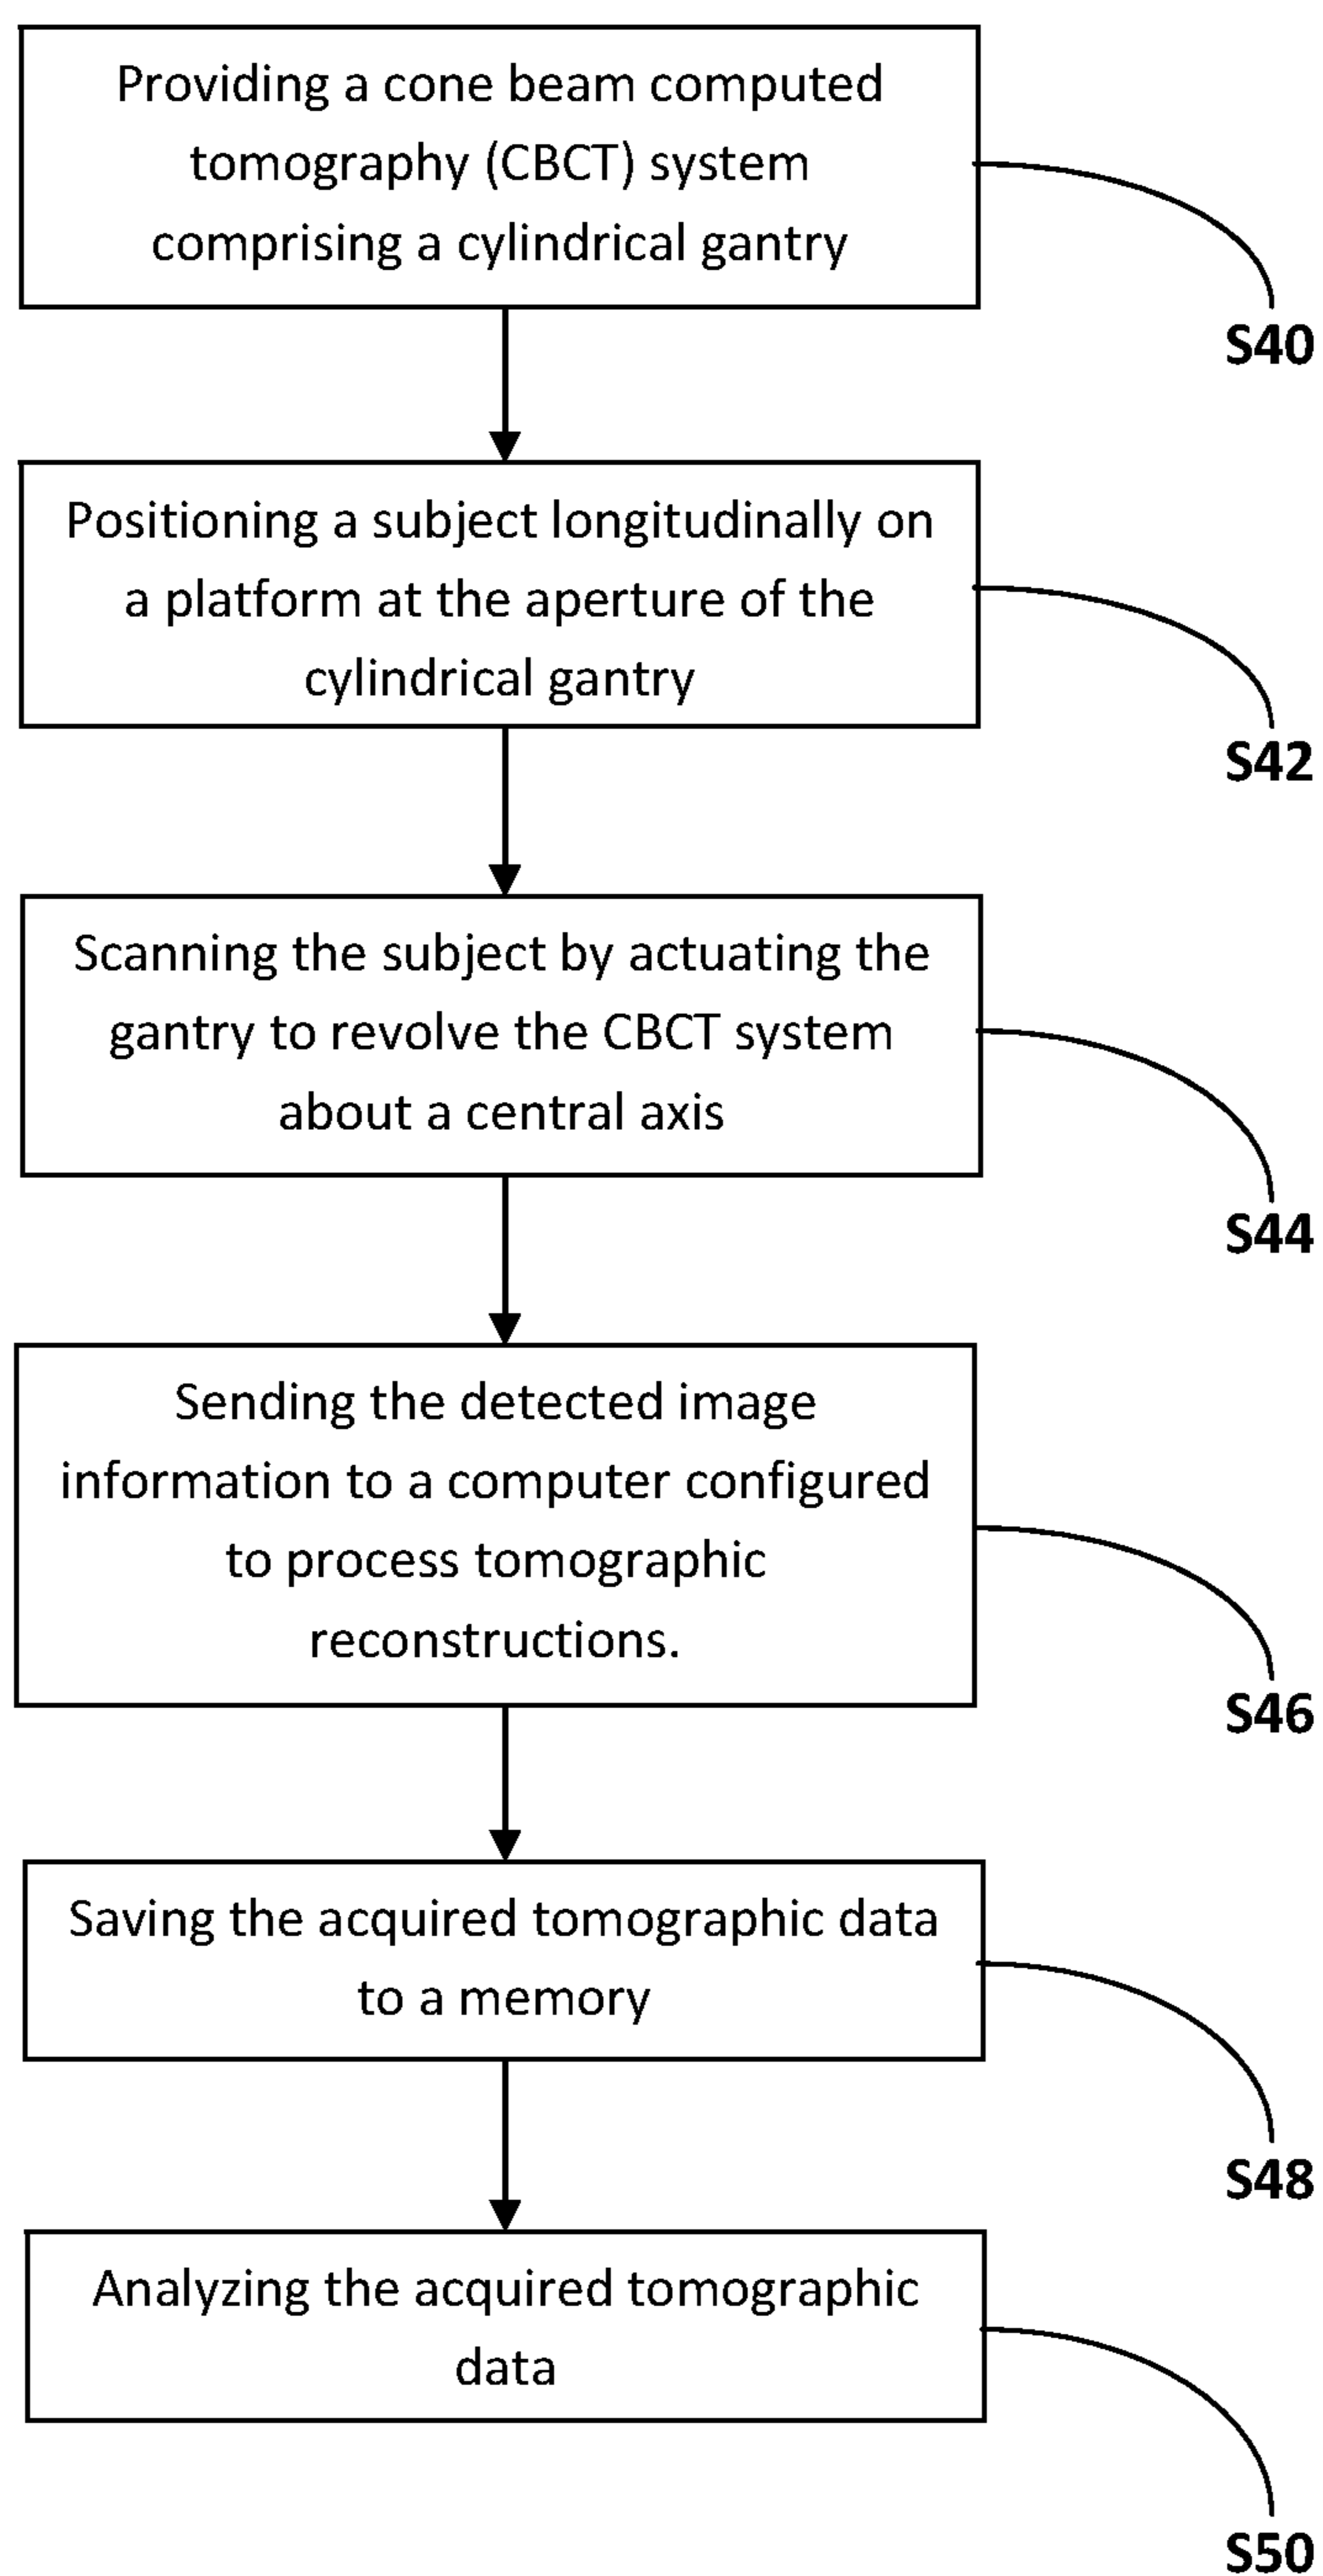 Providing a cone beam computed
tomography (CBCT) system
comprising a cylindrical gantry
S40
Positioning a subject longitudinally on
a platform at the aperture of the
cylindrical gantry
S42
Scanning the subject by actuating the
gantry to revolve the CBCT system
about a central axis
S44
Sending the detected image
information to a computer configured
to process tomographic
reconstructions.
S46
Saving the acquired tomographic data
to a memory
S48
Analyzing the acquired tomographic
data
S50